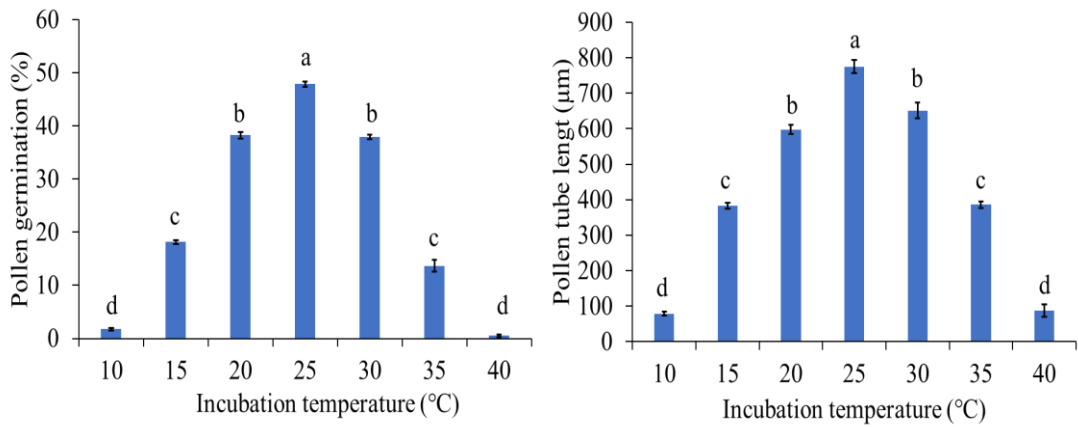 Pollen germination (%)
60
50
40
30
20
10
0
d
c
b
a
b
c
d
10 15 20 25 30 35 40
Incubation temperature (°C)
Pollen tube lengt (µm)
900
800
700
600
500
400
300
200
100
0
d
c
b
a
b
c
d
10 15 20 25 30 35 40
Incubation temperature (°C)